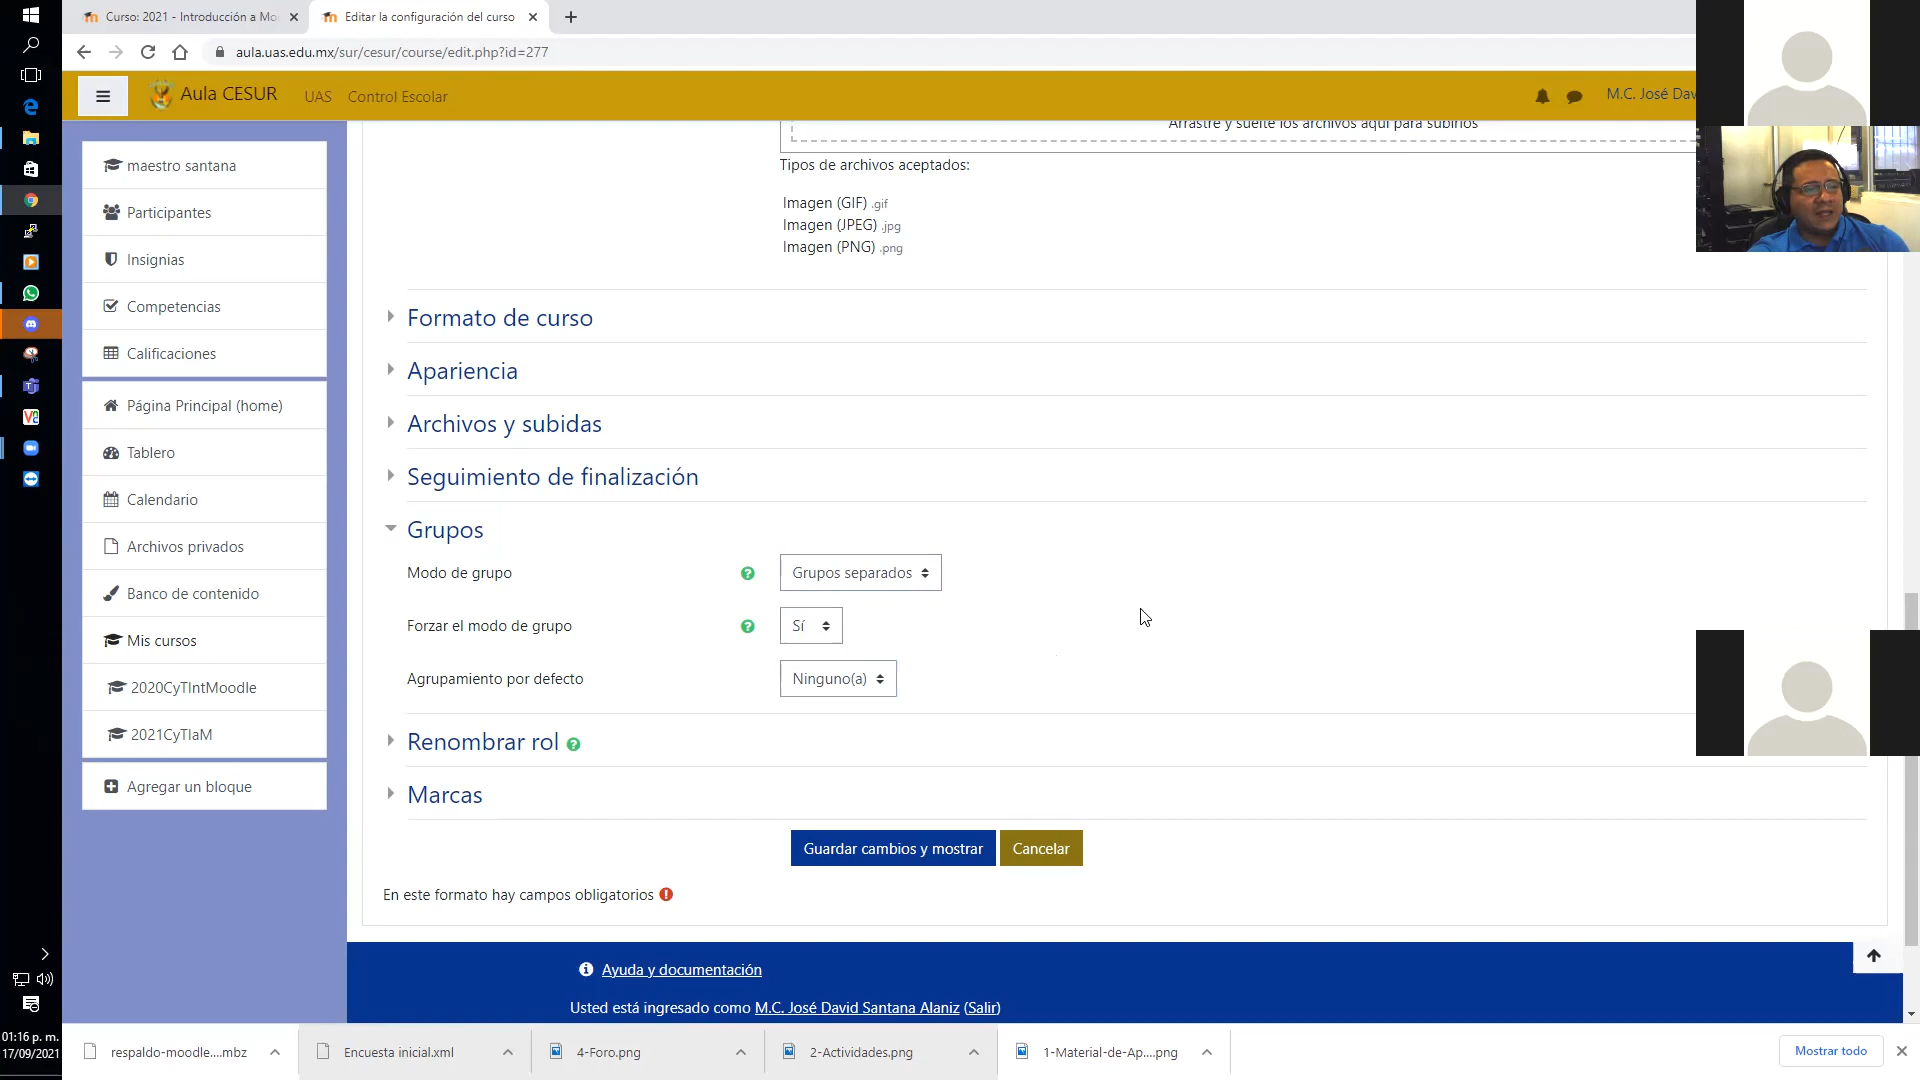 Curso: 2021 - Introducción a Mo
Editar la configuración del curso
aula.uas.edu.mx/sur/cesur/course/edit.php?id=277
Aula CESUR
UAS
Control Escolar
M.C. José Dav
maestro santana
Participantes
Insignias
Competencias
Calificaciones
Página Principal (home)
Tablero
Calendario
Archivos privados
Banco de contenido
Mis cursos
2020CyTIntMoodle
2021CyTIaM
Agregar un bloque
Arrastre y suelte los archivos aquí para subirlos
Tipos de archivos aceptados:
Imagen (GIF) .gif
Imagen (JPEG) .jpg
Imagen (PNG) .png
Formato de curso
Apariencia
Archivos y subidas
Seguimiento de finalización
Grupos
Modo de grupo
Grupos separados
Forzar el modo de grupo
Sí
Agrupamiento por defecto
Ninguno(a)
Renombrar rol
Marcas
Guardar cambios y mostrar
Cancelar
En este formato hay campos obligatorios
Ayuda y documentación
Usted está ingresado como M.C. José David Santana Alaniz (Salir)
01:16 p. m.
17/09/2021
respaldo-moodle....mbz
Encuesta inicial.xml
4-Foro.png
2-Actividades.png
1-Material-de-Ap....png
Mostrar todo